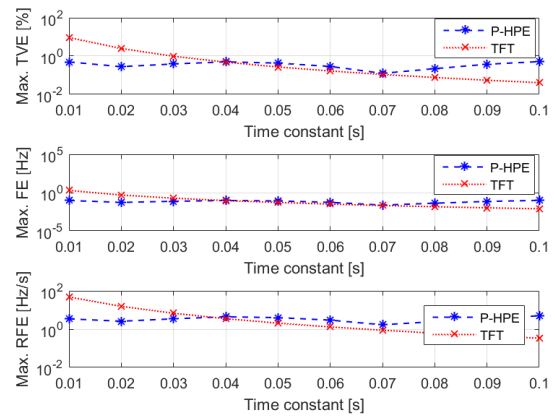 Max. TVE [%]
10^2
10^0
10^-2
P-HPE
TFT
0.01 0.02 0.03 0.04 0.05 0.06 0.07 0.08 0.09 0.1
Time constant [s]
Max. FE [Hz]
10^5
10^0
10^-5
P-HPE
TFT
0.01 0.02 0.03 0.04 0.05 0.06 0.07 0.08 0.09 0.1
Time constant [s]
Max. RFE [Hz/s]
10^2
10^0
10^-2
P-HPE
TFT
0.01 0.02 0.03 0.04 0.05 0.06 0.07 0.08 0.09 0.1
Time constant [s]